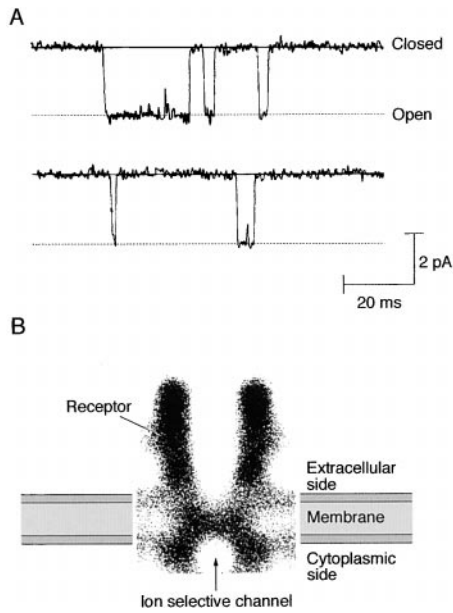 A
Closed
Open
2 pA
20 ms
B
Receptor
Extracellular
side
Membrane
Cytoplasmic
side
Ion selective channel